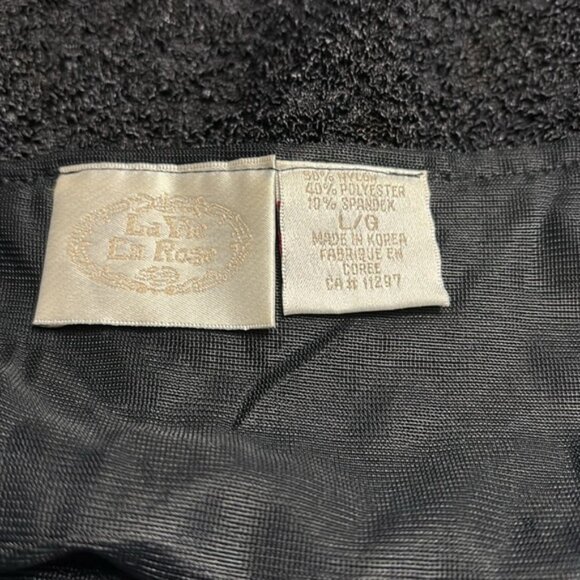 La Vie
En Rose
50% NYLON
40% POLYESTER
10% SPANDEX
L/G
MADE IN KOREA
FABRIQUE EN
COREE
CA# 11297